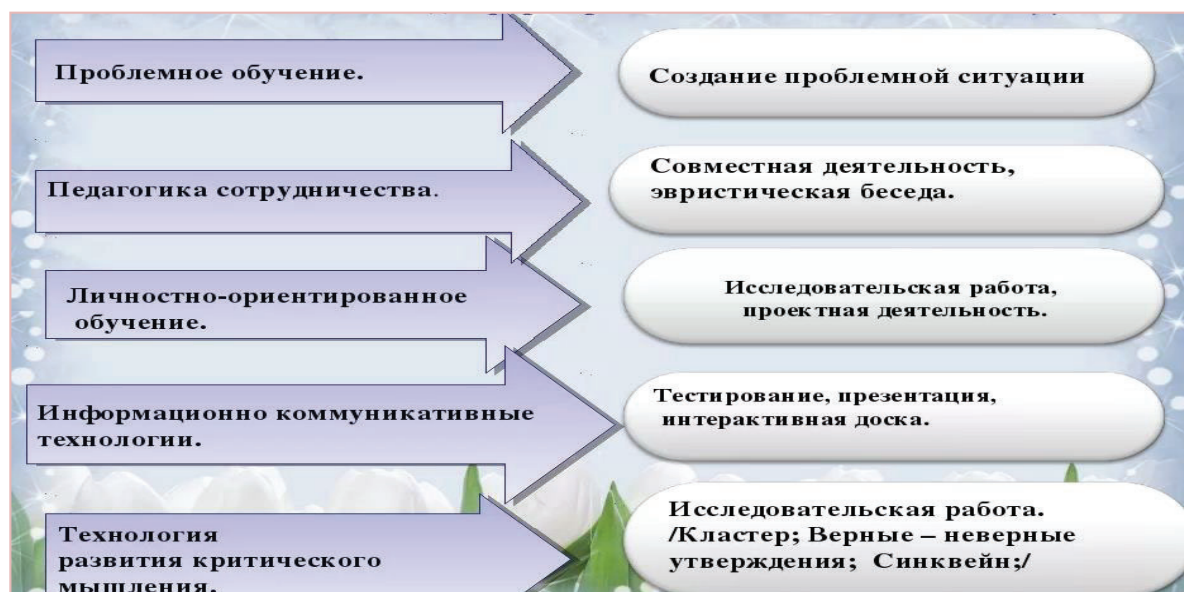 Проблемное обучение.
Создание проблемной ситуации
Педагогика сотрудничества.
Совместная деятельность,
эвристическая беседа.
Личностно-ориентированное
обучение.
Исследовательская работа,
проектная деятельность.
Информационно коммуникативные
технологии.
Тестирование, презентация,
интерактивная доска.
Технология
развития критического
мышления.
Исследовательская работа.
/Кластер; Верные – неверные
утверждения; Синквейн;/